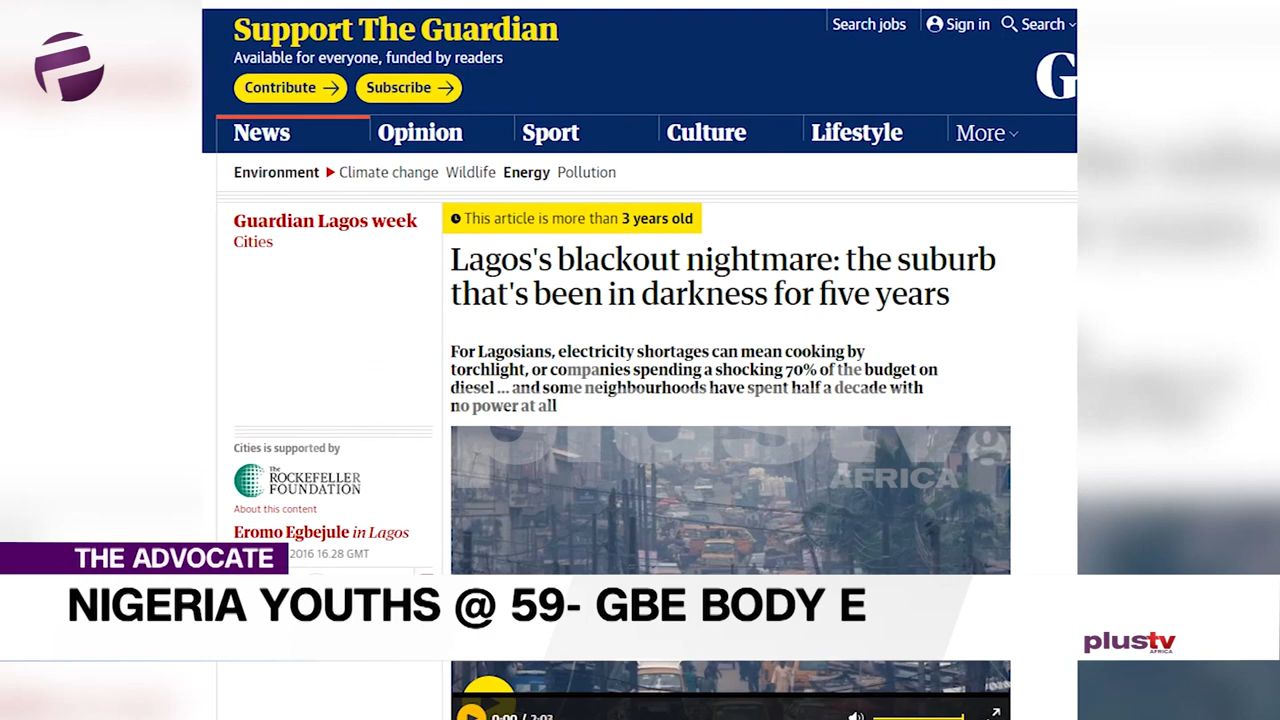 Support The Guardian
Available for everyone, funded by readers
Contribute →
Subscribe →
Search jobs
Sign in
Search
G
News
Opinion
Sport
Culture
Lifestyle
More
Environment
Climate change
Wildlife
Energy
Pollution
Guardian Lagos week
Cities
This article is more than 3 years old
Lagos's blackout nightmare: the suburb
that's been in darkness for five years
For Lagosians, electricity shortages can mean cooking by
torchlight, or companies spending a shocking 70% of the budget on
diesel ... and some neighbourhoods have spent half a decade with
no power at all
Cities is supported by
The
ROCKEFELLER
FOUNDATION
About this content
Eromo Egbejule in Lagos
2016 16.28 GMT
plustv
AFRICA
THE ADVOCATE
NIGERIA YOUTHS @ 59- GBE BODY E
plustv
AFRICA
0:00 / 2:03